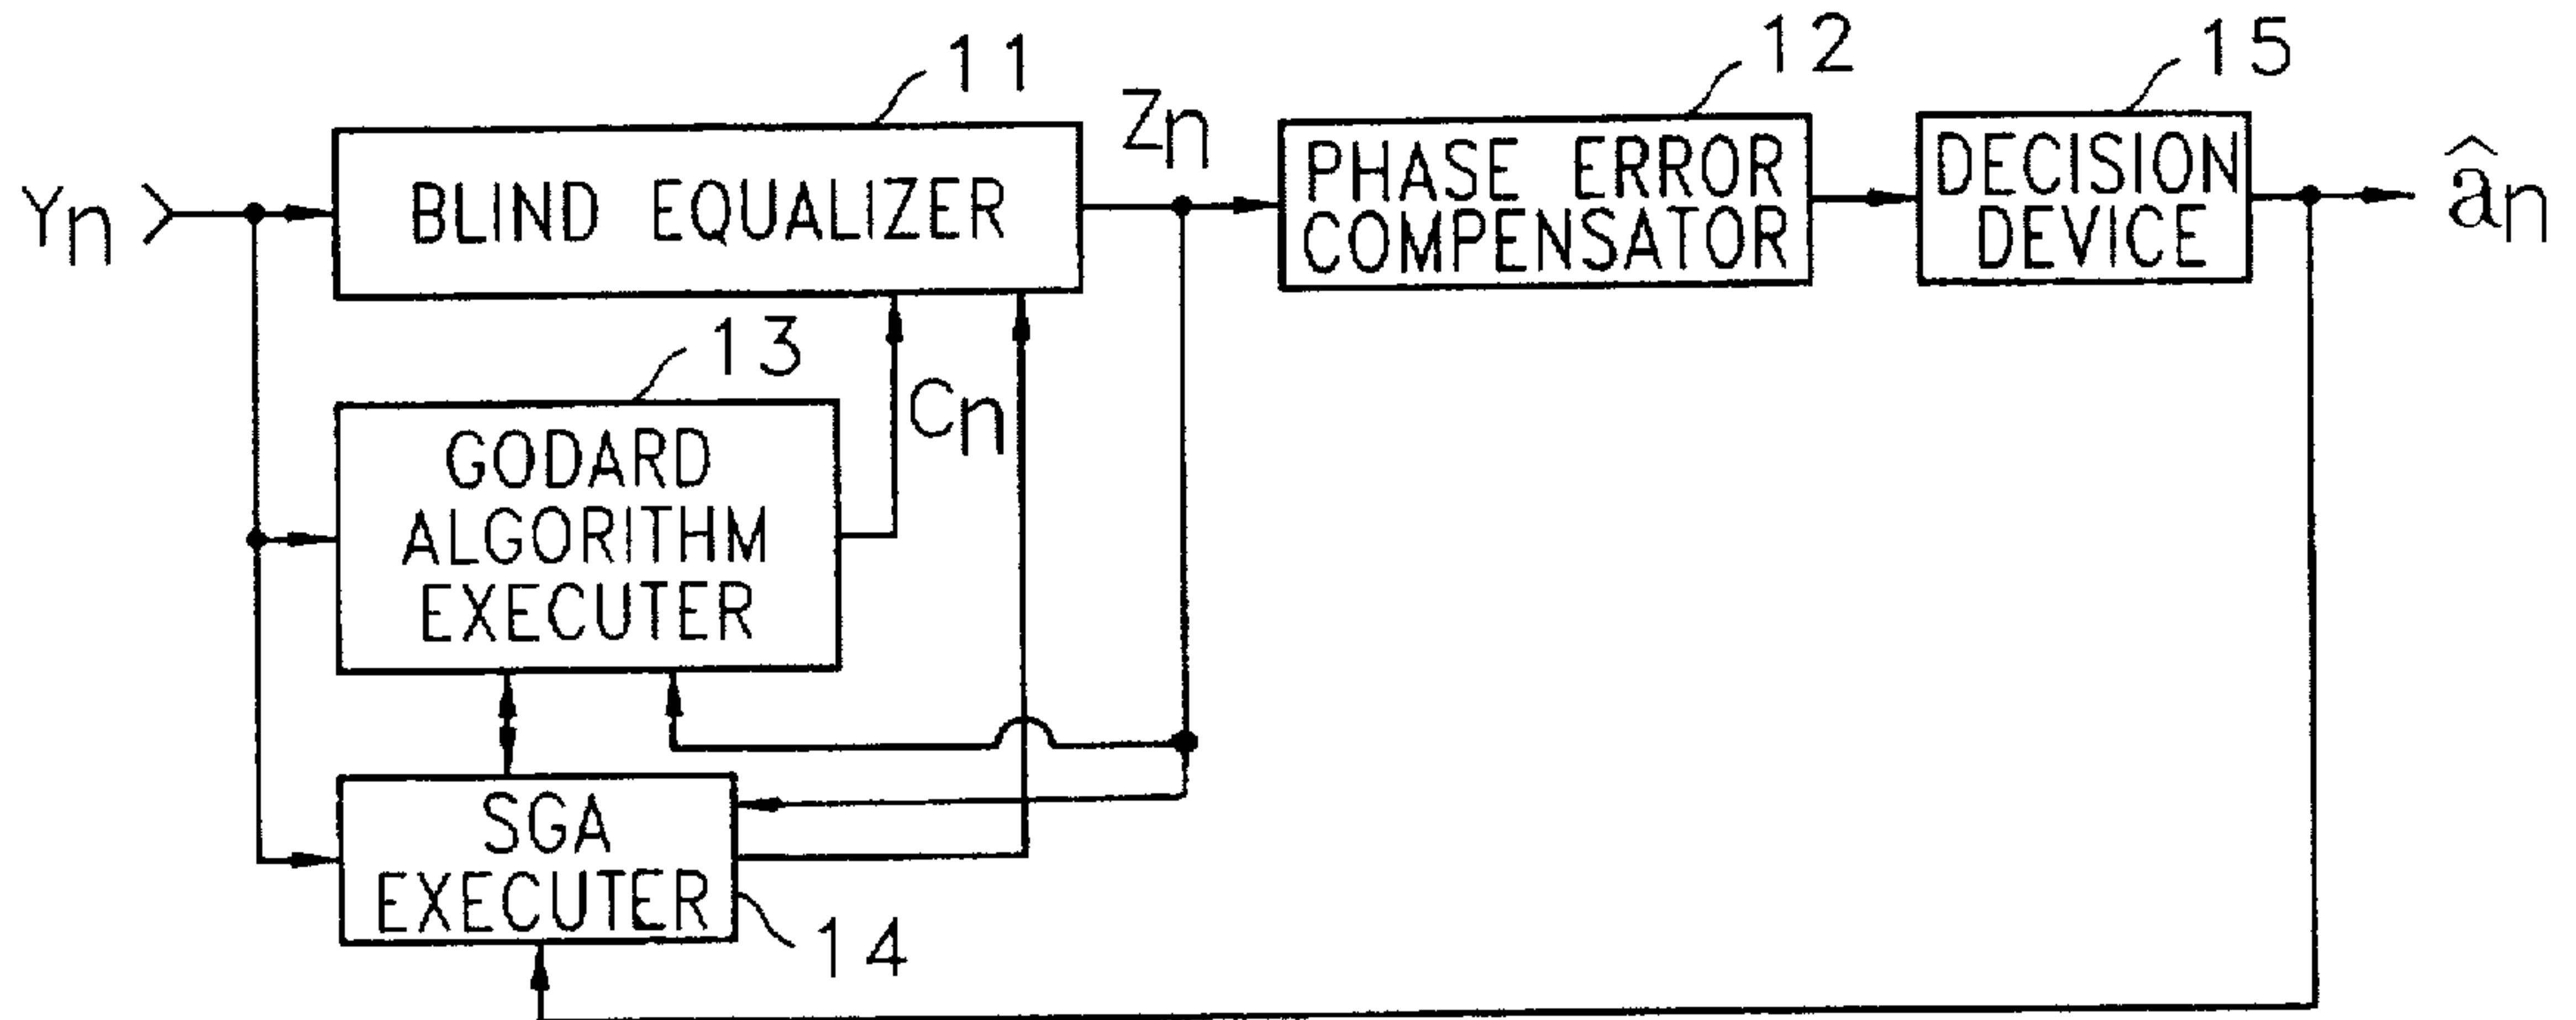 11
12
15
Yn
BLIND EQUALIZER
Zn
PHASE ERROR
COMPENSATOR
DECISION
DEVICE
ân
13
Cn
GODARD
ALGORITHM
EXECUTER
SGA
EXECUTER
14